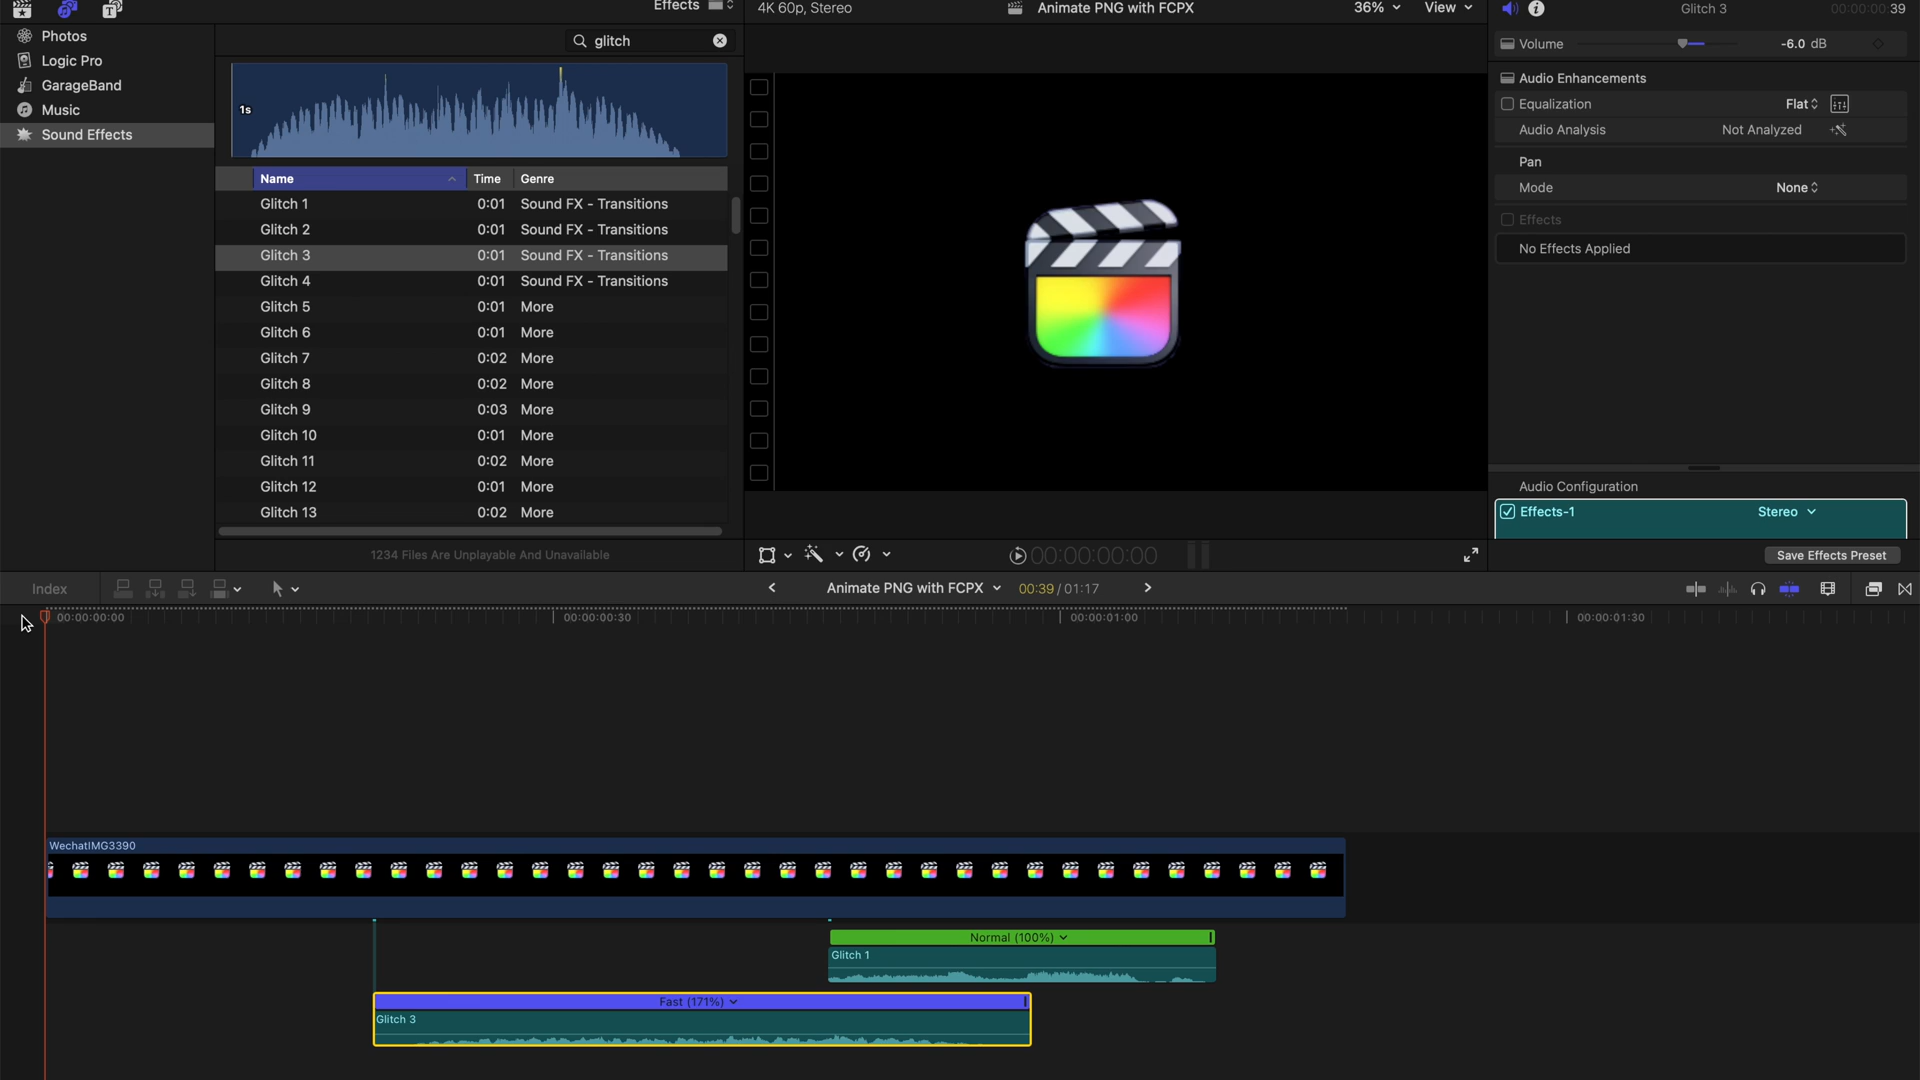 Effects
4K 60p, Stereo
Animate PNG with FCPX
36%
View
Glitch 3
00:00:00:39
Photos
Logic Pro
GarageBand
Music
Sound Effects
glitch
1s
Name Time Genre
Glitch 1 0:01 Sound FX - Transitions
Glitch 2 0:01 Sound FX - Transitions
Glitch 3 0:01 Sound FX - Transitions
Glitch 4 0:01 Sound FX - Transitions
Glitch 5 0:01 More
Glitch 6 0:01 More
Glitch 7 0:02 More
Glitch 8 0:02 More
Glitch 9 0:03 More
Glitch 10 0:01 More
Glitch 11 0:02 More
Glitch 12 0:01 More
Glitch 13 0:02 More
1234 Files Are Unplayable And Unavailable
Volume -6.0 dB
Audio Enhancements
Equalization Flat
Audio Analysis Not Analyzed
Pan
Mode None
Effects
No Effects Applied
Audio Configuration
Effects-1 Stereo
Save Effects Preset
00:00:00:00
Index
Animate PNG with FCPX 00:39 / 01:17
00:00:00:00 00:00:00:30 00:00:01:00 00:00:01:30
WechatIMG3390
Normal (100%)
Glitch 1
Fast (171%)
Glitch 3